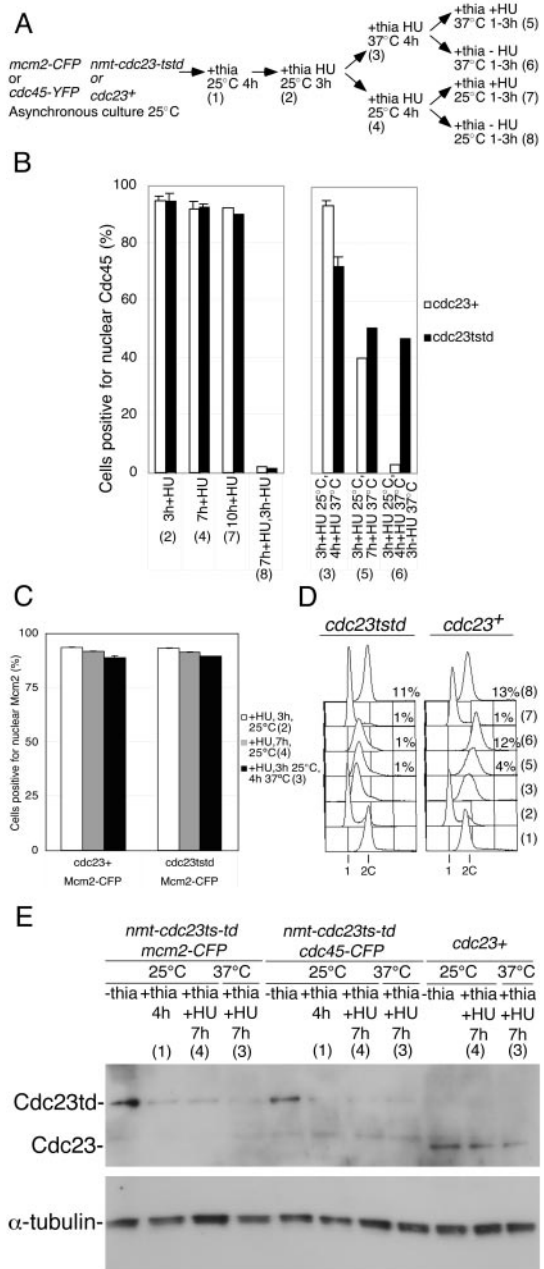 A
mcm2-CFP nmt-cdc23-tstd
or or
cdc45-YFP cdc23+
Asynchronous culture 25°C
+thia
25°C 4h
(1)
+thia HU
25°C 3h
(2)
+thia HU
37°C 4h
(3)
+thia HU
25°C 4h
(4)
+thia +HU
37°C 1-3h (5)
+thia - HU
37°C 1-3h (6)
+thia +HU
25°C 1-3h (7)
+thia - HU
25°C 1-3h (8)
B
Cells positive for nuclear Cdc45 (%)
100
80
60
40
20
0
3h+HU
(2)
7h+HU
(4)
10h+HU
(7)
7h+HU,3h-HU
(8)
3h+HU 25°C,
4h+HU 37°C
(3)
3h+HU 25°C,
7h+HU 37°C
(5)
3h+HU 25°C,
4h+HU 37°C
3h-HU 37°C
(6)
cdc23+
cdc23tstd
C
Cells positive for nuclear Mcm2 (%)
100
75
50
25
0
cdc23+
Mcm2-CFP
cdc23tstd
Mcm2-CFP
+HU, 3h,
25°C (2)
+HU,7h,
25°C (4)
+HU,3h 25°C,
4h 37°C (3)
D
cdc23tstd cdc23+
11% 13% (8)
1% 1% (7)
1% 12% (6)
1% 4% (5)
(3)
(2)
(1)
1 2C 1 2C
E
nmt-cdc23ts-td
mcm2-CFP
nmt-cdc23ts-td
cdc45-CFP
cdc23+
25°C 37°C 25°C 37°C 25°C 37°C
-thia +thia +thia +thia -thia +thia +thia +thia -thia +thia +thia
4h +HU +HU 4h +HU +HU +HU +HU
7h 7h 7h 7h 7h 7h
(1) (4) (3) (1) (4) (3) (4) (3)
Cdc23td-
Cdc23-
α-tubulin-